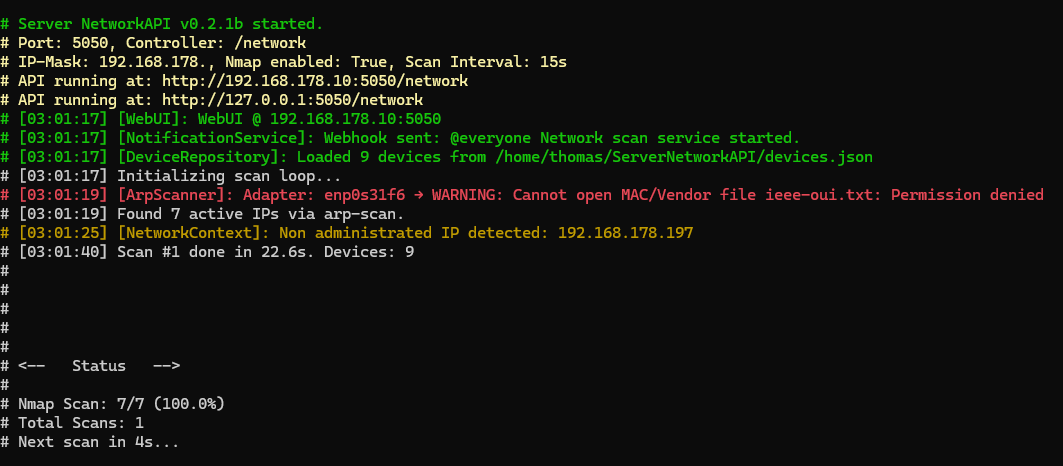 # Server NetworkAPI v0.2.1b started.
# Port: 5050, Controller: /network
# IP-Mask: 192.168.178., Nmap enabled: True, Scan Interval: 15s
# API running at: http://192.168.178.10:5050/network
# API running at: http://127.0.0.1:5050/network
# [03:01:17] [WebUI]: WebUI @ 192.168.178.10:5050
# [03:01:17] [NotificationService]: Webhook sent: @everyone Network scan service started.
# [03:01:17] [DeviceRepository]: Loaded 9 devices from /home/thomas/ServerNetworkAPI/devices.json
# [03:01:17] Initializing scan loop...
# [03:01:19] [ArpScanner]: Adapter: enp0s31f6 → WARNING: Cannot open MAC/Vendor file ieee-oui.txt: Permission denied
# [03:01:19] Found 7 active IPs via arp-scan.
# [03:01:25] [NetworkContext]: Non administrated IP detected: 192.168.178.197
# [03:01:40] Scan #1 done in 22.6s. Devices: 9
#
#
#
#
#
# <--   Status   -->
#
# Nmap Scan: 7/7 (100.0%)
# Total Scans: 1
# Next scan in 4s...